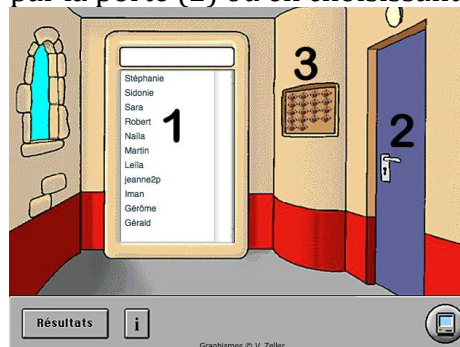 par la porte (2) ou en choisissant
3
Stéphanie
Sidonie
Sara
Robert
Naïla
Martin
Leïla
jeanne2p
Iman
Gérôme
Gérald
1
2
Résultats
i
Graphismes © V. Zeller